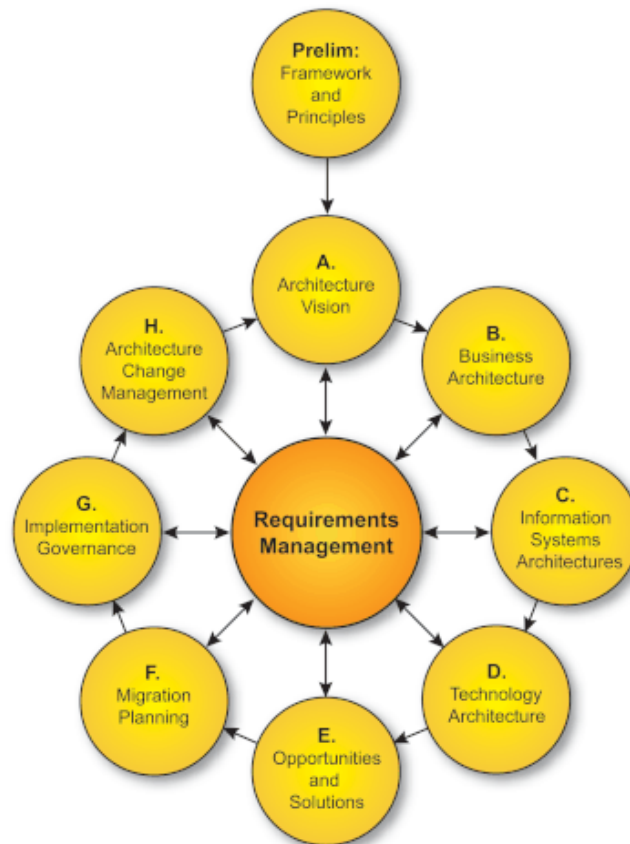 Prelim:
Framework
and
Principles
A.
Architecture
Vision
B.
Business
Architecture
C.
Information
Systems
Architectures
D.
Technology
Architecture
E.
Opportunities
and
Solutions
F.
Migration
Planning
G.
Implementation
Governance
H.
Architecture
Change
Management
Requirements
Management